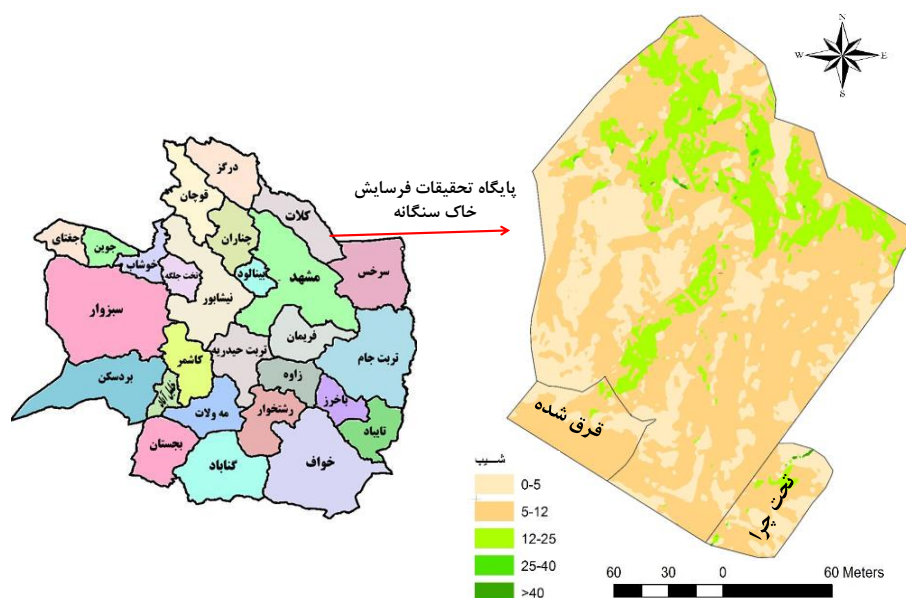 درگز
قوچان
کلات
پایگاه تحقیقات فرسایش
خاک سنگانه
چناران
جغتای
جوین
خوشاب
تخت جلگه
بینالود
مشهد
سرخس
نیشابور
سبزوار
فریمان
تربت حیدریه
کاشمر
تربت جام
بردسکن
زاوه
مه ولات
رشتخوار
باخرز
تایباد
بجستان
گناباد
خواف
N
W
E
S
قرق شده
تحت چرا
شیب
0-5
5-12
12-25
25-40
>40
60 30 0 60 Meters